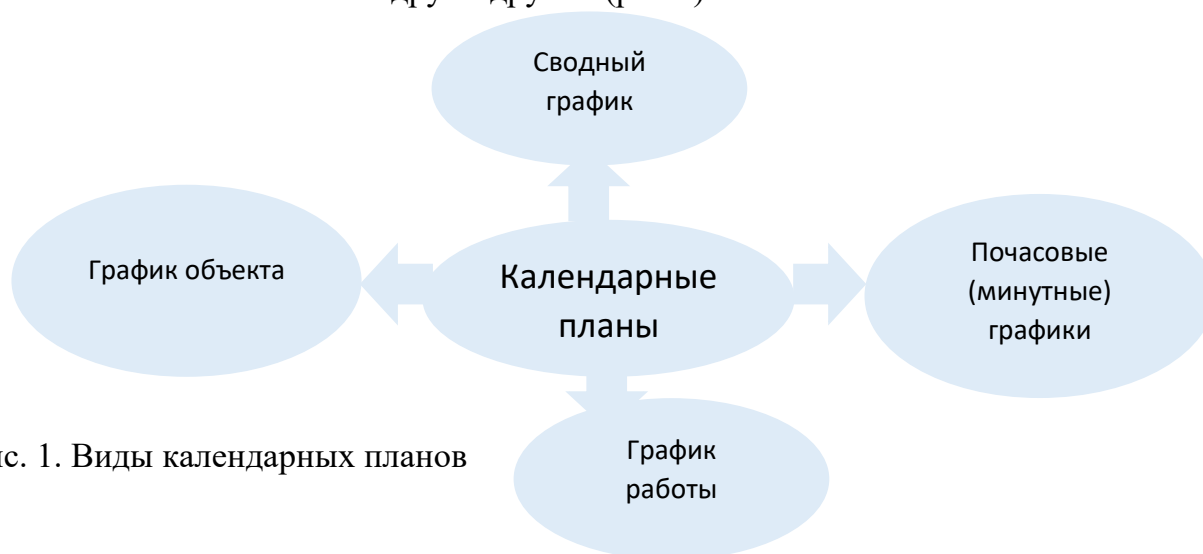 Сводный
график
График объекта
Календарные
планы
Почасовые
(минутные)
графики
с. 1. Виды календарных планов
График
работы